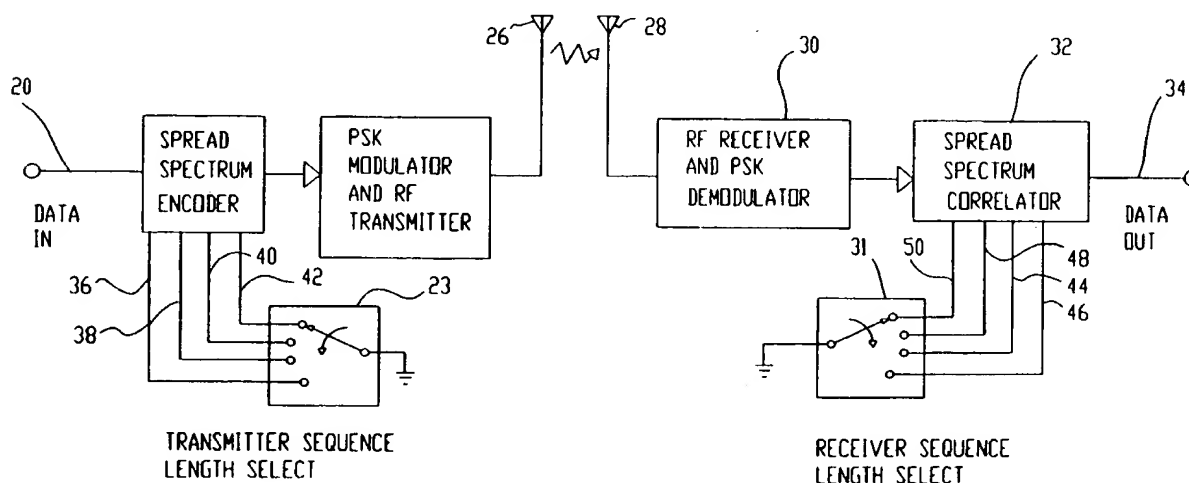 26
28
30
32
34
20
SPREAD
SPECTRUM
ENCODER
PSK
MODULATOR
AND RF
TRANSMITTER
RF RECEIVER
AND PSK
DEMODULATOR
SPREAD
SPECTRUM
CORRELATOR
DATA
IN
DATA
OUT
36
38
40
42
23
31
50
48
44
46
TRANSMITTER SEQUENCE
LENGTH SELECT
RECEIVER SEQUENCE
LENGTH SELECT